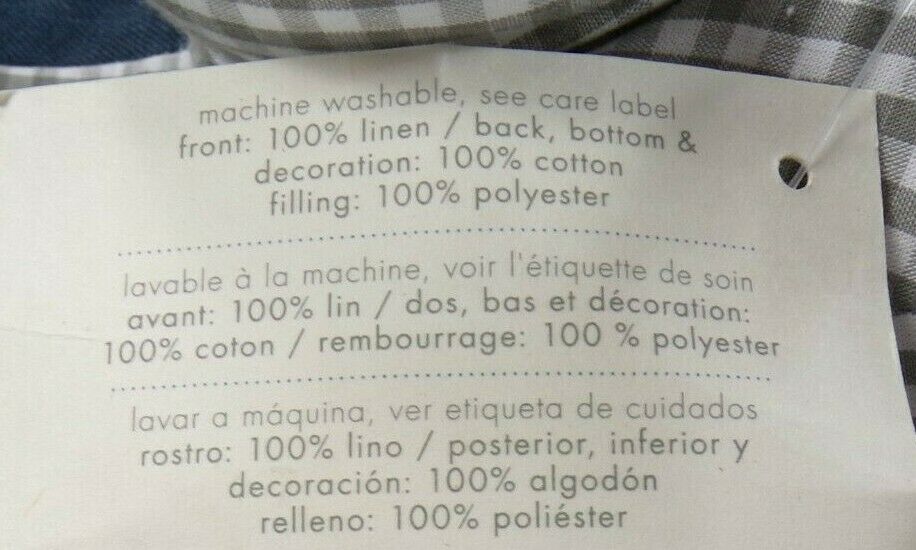 machine washable, see care label
front: 100% linen / back, bottom &
decoration: 100% cotton
filling: 100% polyester
lavable à la machine, voir l'étiquette de soin
avant: 100% lin / dos, bas et décoration:
100% coton / rembourrage: 100 % polyester
lavar a máquina, ver etiqueta de cuidados
rostro: 100% lino / posterior, inferior y
decoración: 100% algodón
relleno: 100% poliéster